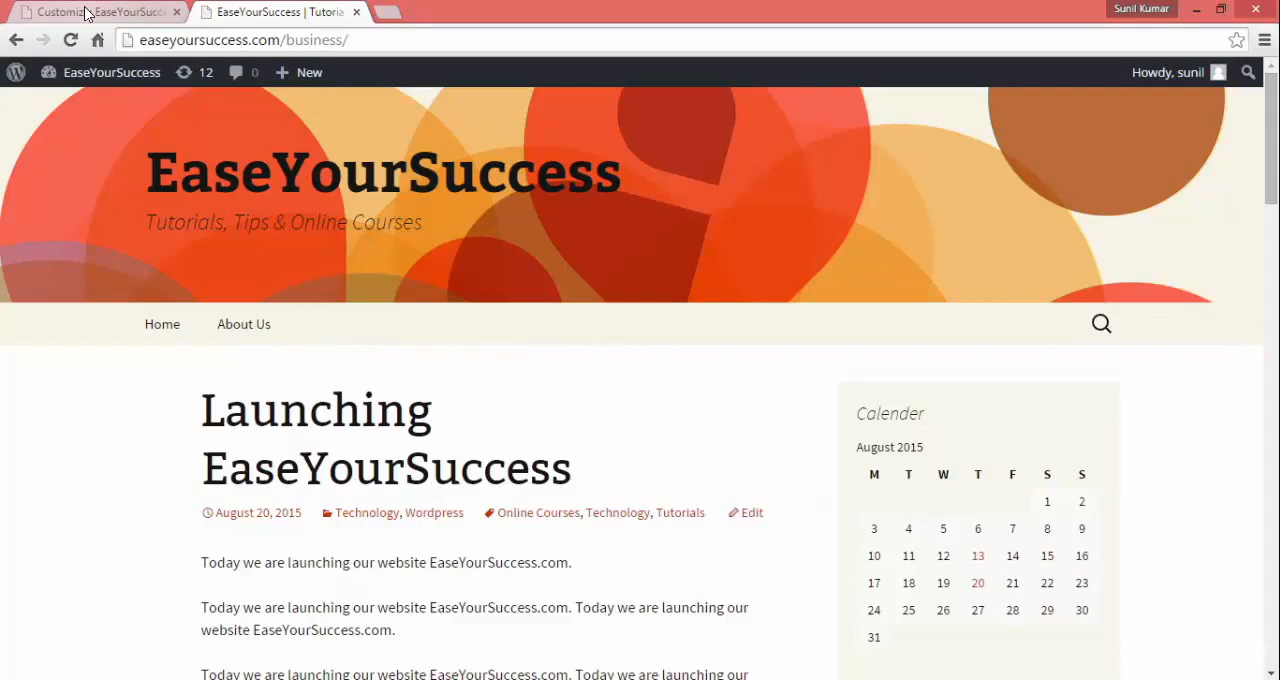 Customize EaseYourSucc
EaseYourSuccess | Tutoria
Sunil Kumar
easeyoursuccess.com/business/
EaseYourSuccess
12
0
New
Howdy, sunil
EaseYourSuccess
Tutorials, Tips & Online Courses
Home
About Us
Launching
EaseYourSuccess
August 20, 2015
Technology, Wordpress
Online Courses, Technology, Tutorials
Edit
Today we are launching our website EaseYourSuccess.com.
Today we are launching our website EaseYourSuccess.com. Today we are launching our
website EaseYourSuccess.com.
Today we are launching our website EaseYourSuccess.com. Today we are launching our
Calender
August 2015
M T W T F S S
1 2
3 4 5 6 7 8 9
10 11 12 13 14 15 16
17 18 19 20 21 22 23
24 25 26 27 28 29 30
31